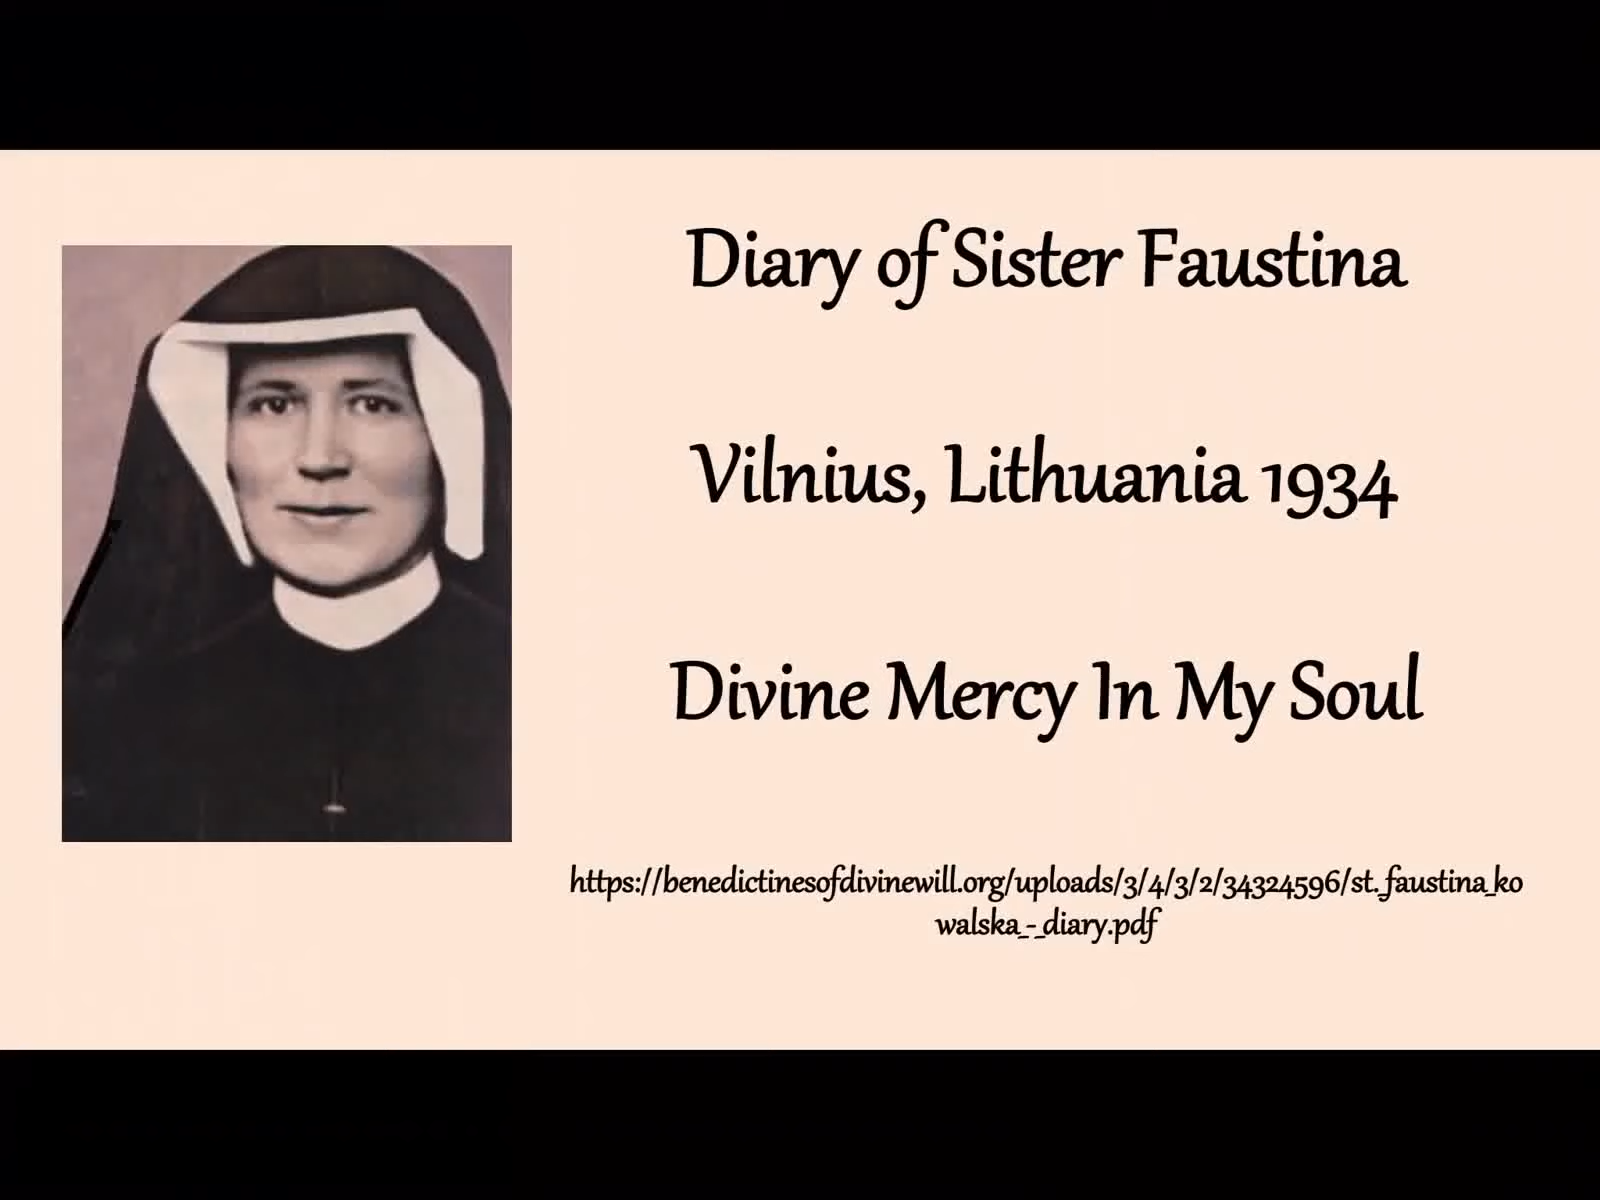 Diary of Sister Faustina
Vilnius, Lithuania 1934
Divine Mercy In My Soul
https://benedictinesofdivinewill.org/uploads/3/4/3/2/34324596/st._faustina_ko
walska_-_diary.pdf